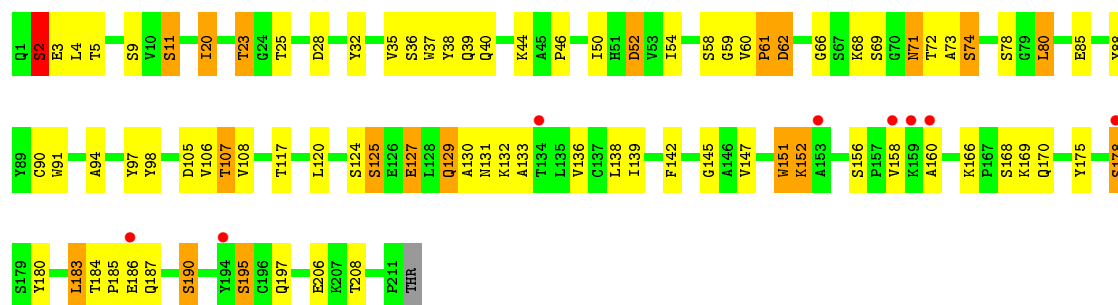 Q1 S2 E3 L4 T5 S9 V10 S11 I20 T23 G24 T25 D28 Y32 V35 S36 W37 Y38 Q39 Q40 K44 A45 P46 I50 H51 D52 V53 I54 S58 G59 V60 P61 D62 G66 S67 K68 S69 G70 N71 T72 A73 S74 S78 G79 L80 E85
Y89 C90 W91 A94 Y97 Y98 D105 V106 T107 V108 T117 L120 S124 S125 E126 E127 L128 Q129 A130 N131 K132 A133 T134 L135 V136 C137 L138 I139 F142 G145 A146 V147 W151 K152 A153 S156 P157 V158 K159 A160 K166 P167 S168 K169 Q170 Y175 S178
S179 Y180 L183 T184 P185 E186 Q187 S190 Y194 S195 C196 Q197 E206 K207 T208 P211 THR